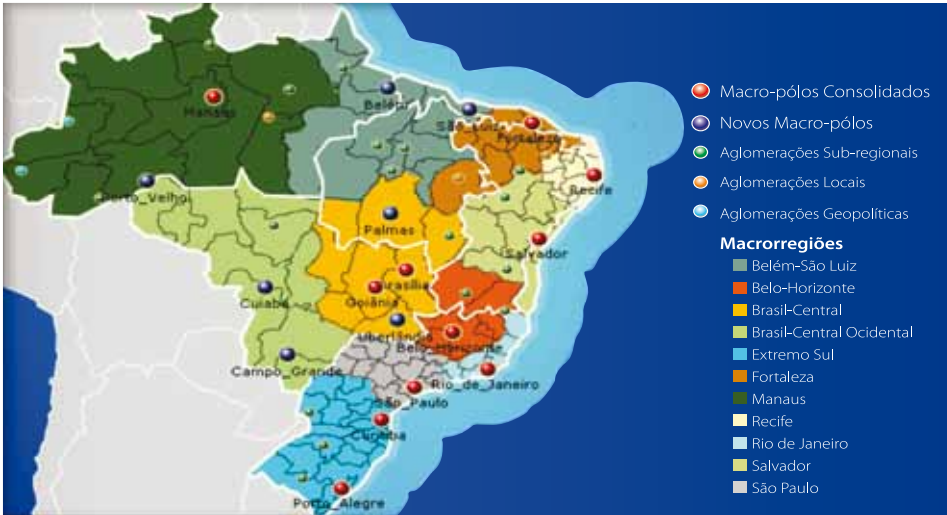 Manaus
Belém
São_Luiz
Fortaleza
Porto_Velho
Recife
Palmas
Salvador
Brasília
Cuiabá
Goiânia
Uberlândia
Belo_Horizonte
Campo_Grande
Rio_de_Janeiro
São_Paulo
Curitiba
Porto_Alegre
Macro-pólos Consolidados
Novos Macro-pólos
Aglomerações Sub-regionais
Aglomerações Locais
Aglomerações Geopolíticas
Macrorregiões
Belém-São Luiz
Belo-Horizonte
Brasil-Central
Brasil-Central Ocidental
Extremo Sul
Fortaleza
Manaus
Recife
Rio de Janeiro
Salvador
São Paulo